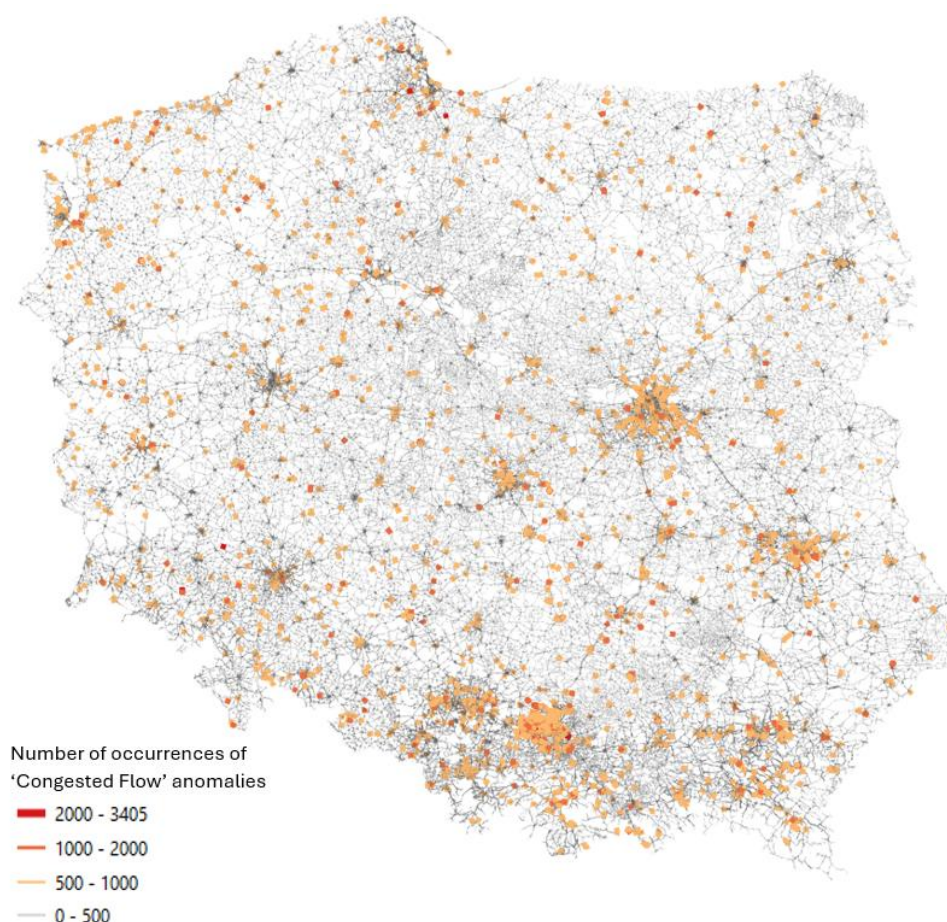 Number of occurrences of
‘Congested Flow’ anomalies
2000 - 3405
1000 - 2000
500 - 1000
0 - 500